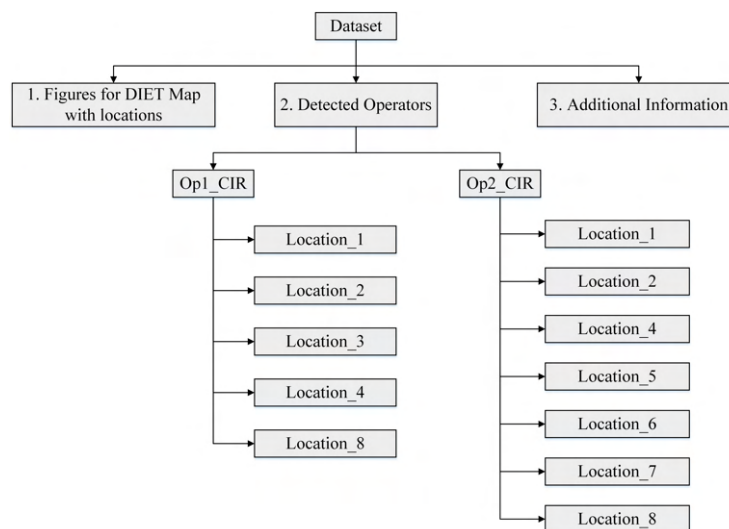 Dataset
1. Figures for DIET Map
with locations
2. Detected Operators
3. Additional Information
Op1_CIR
Op2_CIR
Location_1
Location_2
Location_3
Location_4
Location_8
Location_1
Location_2
Location_4
Location_5
Location_6
Location_7
Location_8